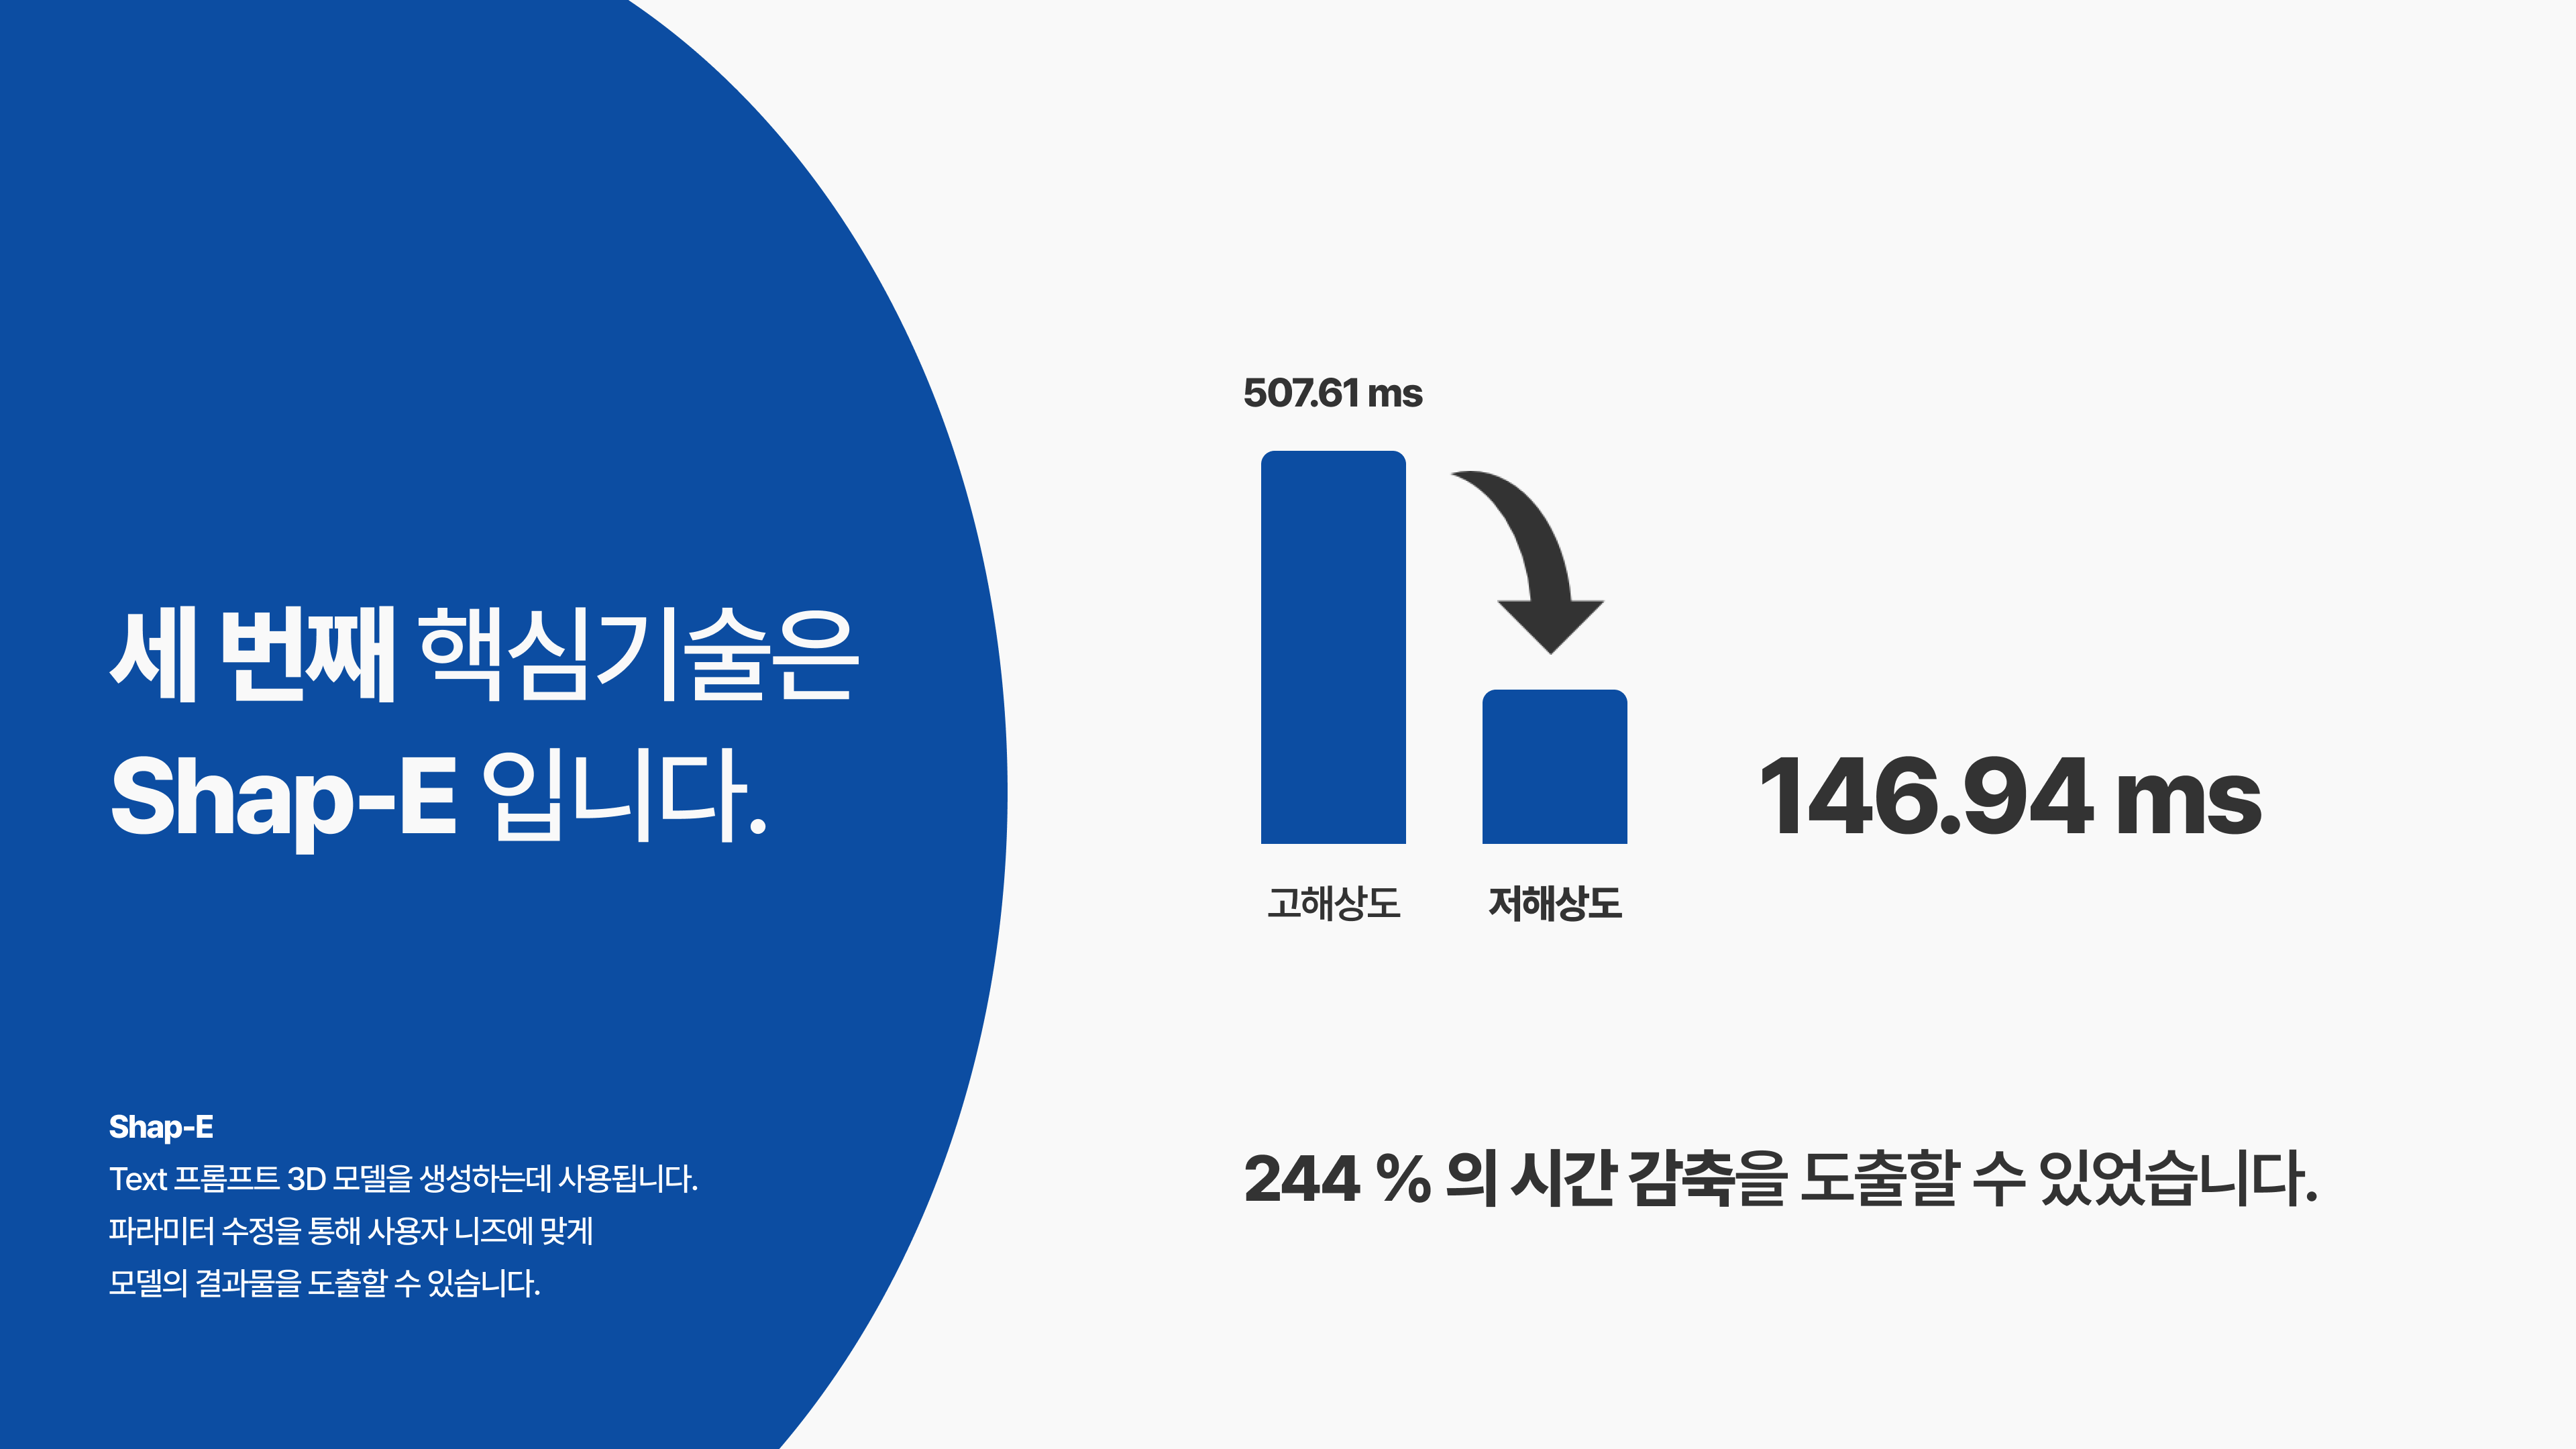 세 번째 핵심기술은
Shap-E 입니다.
Shap-E
Text 프롬프트 3D 모델을 생성하는데 사용됩니다.
파라미터 수정을 통해 사용자 니즈에 맞게
모델의 결과물을 도출할 수 있습니다.
507.61 ms
146.94 ms
고해상도
저해상도
244 % 의 시간 감축을 도출할 수 있었습니다.